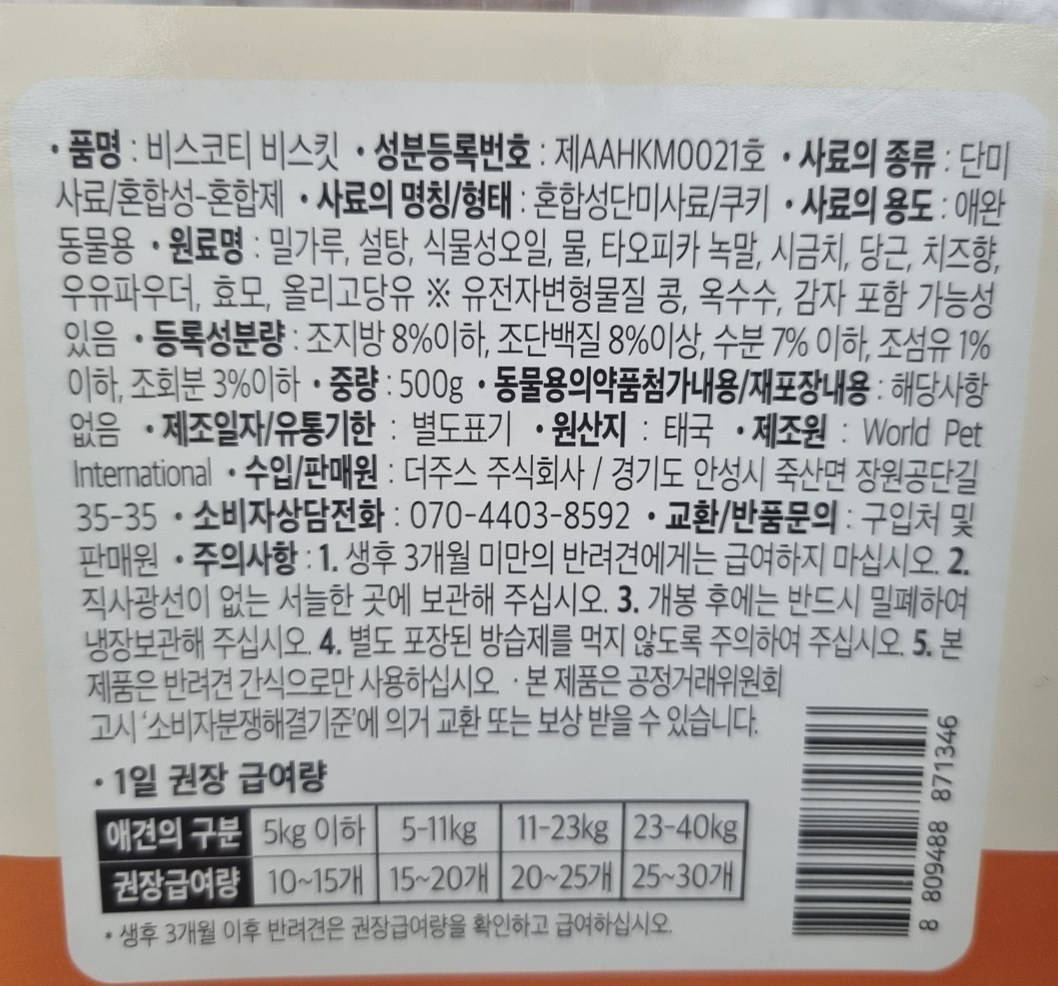 · 품명 : 비스코티 비스킷 · 성분등록번호 : 제AAHKM0021호 · 사료의 종류 : 단미
사료/혼합성-혼합제 · 사료의 명칭/형태 : 혼합성단미사료/쿠키 · 사료의 용도 : 애완
동물용 · 원료명 : 밀가루, 설탕, 식물성오일, 물, 타오피카 녹말, 시금치, 당근, 치즈향,
우유파우더, 효모, 올리고당유 ※ 유전자변형물질 콩, 옥수수, 감자 포함 가능성
있음 · 등록성분량 : 조지방 8%이하, 조단백질 8%이상, 수분 7% 이하, 조섬유 1%
이하, 조회분 3%이하 · 중량 : 500g · 동물용의약품첨가내용/재포장내용 : 해당사항
없음 · 제조일자/유통기한 : 별도표기 · 원산지 : 태국 · 제조원 : World Pet
International · 수입/판매원 : 더주스 주식회사 / 경기도 안성시 죽산면 장원공단길
35-35 · 소비자상담전화 : 070-4403-8592 · 교환/반품문의 : 구입처 및
판매원 · 주의사항 : 1. 생후 3개월 미만의 반려견에게는 급여하지 마십시오. 2.
직사광선이 없는 서늘한 곳에 보관해 주십시오. 3. 개봉 후에는 반드시 밀폐하여
냉장보관해 주십시오. 4. 별도 포장된 방습제를 먹지 않도록 주의하여 주십시오. 5. 본
제품은 반려견 간식으로만 사용하십시오. · 본 제품은 공정거래위원회
고시 '소비자분쟁해결기준'에 의거 교환 또는 보상 받을 수 있습니다.
· 1일 권장 급여량
애견의 구분 5kg 이하 5-11kg 11-23kg 23-40kg
권장급여량 10~15개 15~20개 20~25개 25~30개
· 생후 3개월 이후 반려견은 권장급여량을 확인하고 급여하십시오.
8 809488 871346